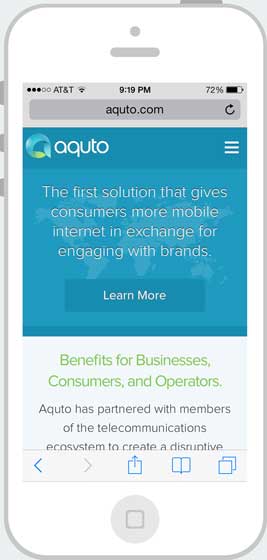 AT&T 9:19 PM 72%
aquto.com
aquto
The first solution that gives
consumers more mobile
internet in exchange for
engaging with brands.
Learn More
Benefits for Businesses,
Consumers, and Operators.
Aquto has partnered with members
of the telecommunications
ecosystem to create a disruptive